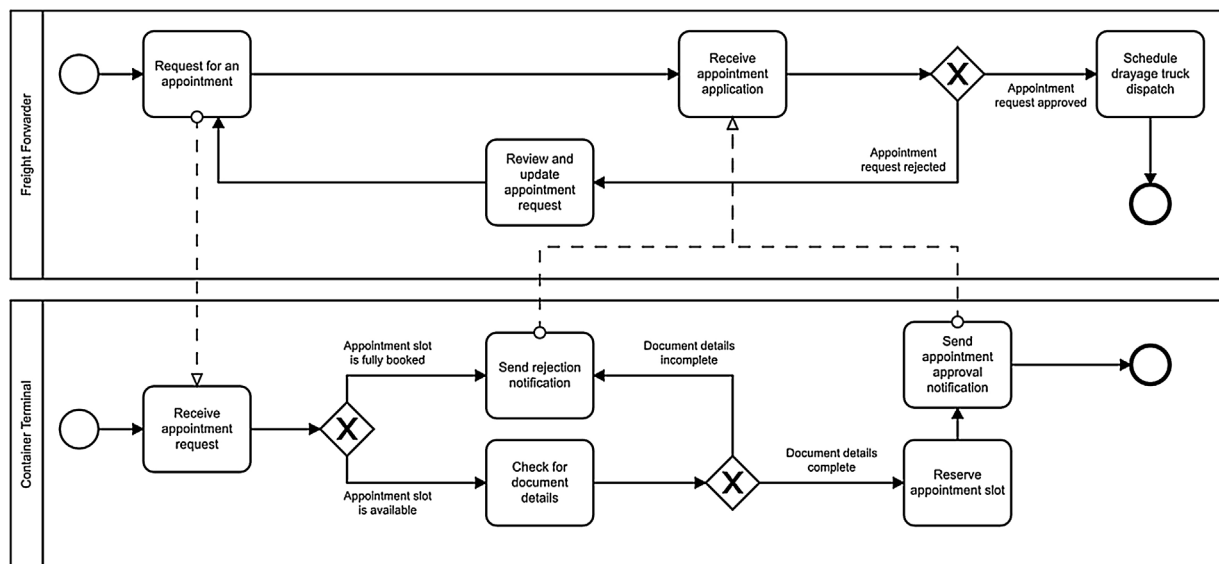 Freight Forwarder
Request for an
appointment
Receive
appointment
application
X
Appointment
request approved
Schedule
drayage truck
dispatch
Review and
update
appointment
request
Appointment
request rejected
Container Terminal
Receive
appointment
request
X
Appointment slot
is fully booked
Appointment slot
is available
Send rejection
notification
Check for
document
details
Document details
incomplete
X
Document details
complete
Send
appointment
approval
notification
Reserve
appointment slot